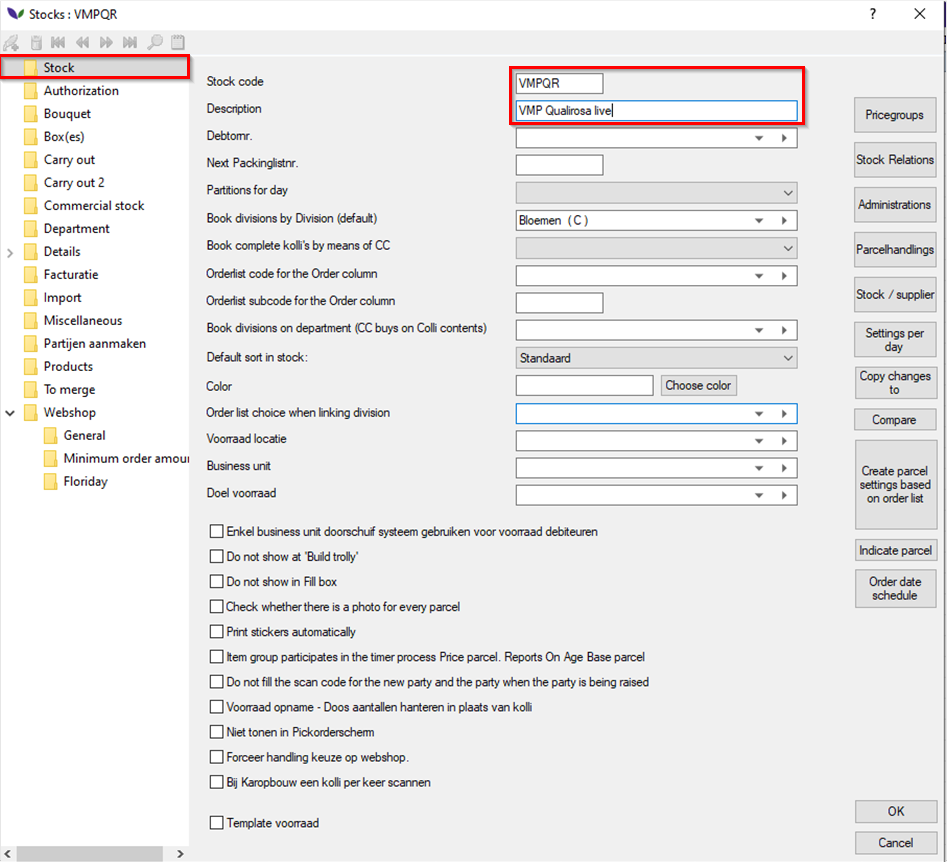 Stocks : VMPQR
?
Stock
Authorization
Bouquet
Box(es)
Carry out
Carry out 2
Commercial stock
Department
Details
Facturatie
Import
Miscellaneous
Partijen aanmaken
Products
To merge
Webshop
General
Minimum order amour
Floriday
Stock code
VMPQR
Description
VMP Qualirosa live
Debtornr.
Next Packinglistnr.
Partitions for day
Book divisions by Division (default)
Bloemen ( C )
Book complete kolli's by means of CC
Orderlist code for the Order column
Orderlist subcode for the Order column
Book divisions on department (CC buys on Colli contents)
Default sort in stock:
Standaard
Color
Choose color
Order list choice when linking division
Voorraad locatie
Business unit
Doel voorraad
Enkel business unit doorschuif systeem gebruiken voor voorraad debiteuren
Do not show at 'Build trolly'
Do not show in Fill box
Check whether there is a photo for every parcel
Print stickers automatically
Item group participates in the timer process Price parcel. Reports On Age Base parcel
Do not fill the scan code for the new party and the party when the party is being raised
Voorraad opname - Doos aantallen hanteren in plaats van kolli
Niet tonen in Pickorderscherm
Forceer handling keuze op webshop.
Bij Karopbouw een kolli per keer scannen
Template voorraad
Pricegroups
Stock Relations
Administrations
Parcelhandlings
Stock / supplier
Settings per
day
Copy changes
to
Compare
Create parcel
settings based
on order list
Indicate parcel
Order date
schedule
OK
Cancel